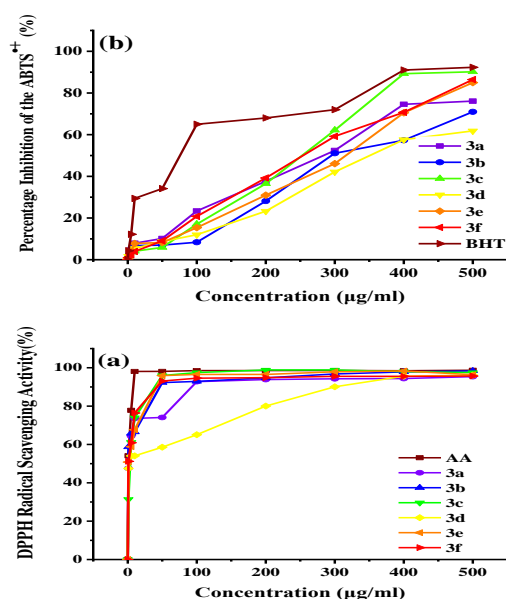 (b)
Percentage Inhibition of the ABTS•+ (%)
100
80
60
40
20
0
3a
3b
3c
3d
3e
3f
BHT
0 100 200 300 400 500
Concentration (µg/ml)
(a)
DPPH Radical Scavenging Activity(%)
100
80
60
40
20
0
AA
3a
3b
3c
3d
3e
3f
0 100 200 300 400 500
Concentration (µg/ml)